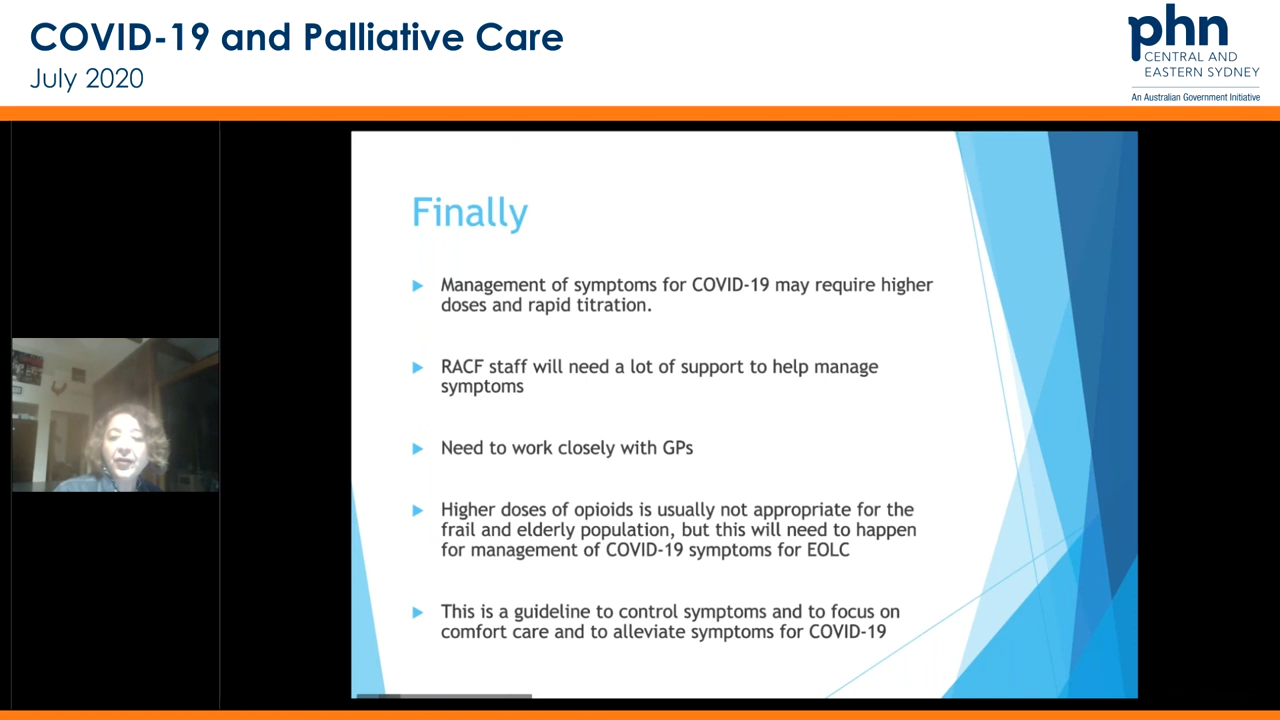 COVID-19 and Palliative Care
July 2020
phn
CENTRAL AND
EASTERN SYDNEY
An Australian Government Initiative
Finally
Management of symptoms for COVID-19 may require higher
doses and rapid titration.
RACF staff will need a lot of support to help manage
symptoms
Need to work closely with GPs
Higher doses of opioids is usually not appropriate for the
frail and elderly population, but this will need to happen
for management of COVID-19 symptoms for EOLC
This is a guideline to control symptoms and to focus on
comfort care and to alleviate symptoms for COVID-19